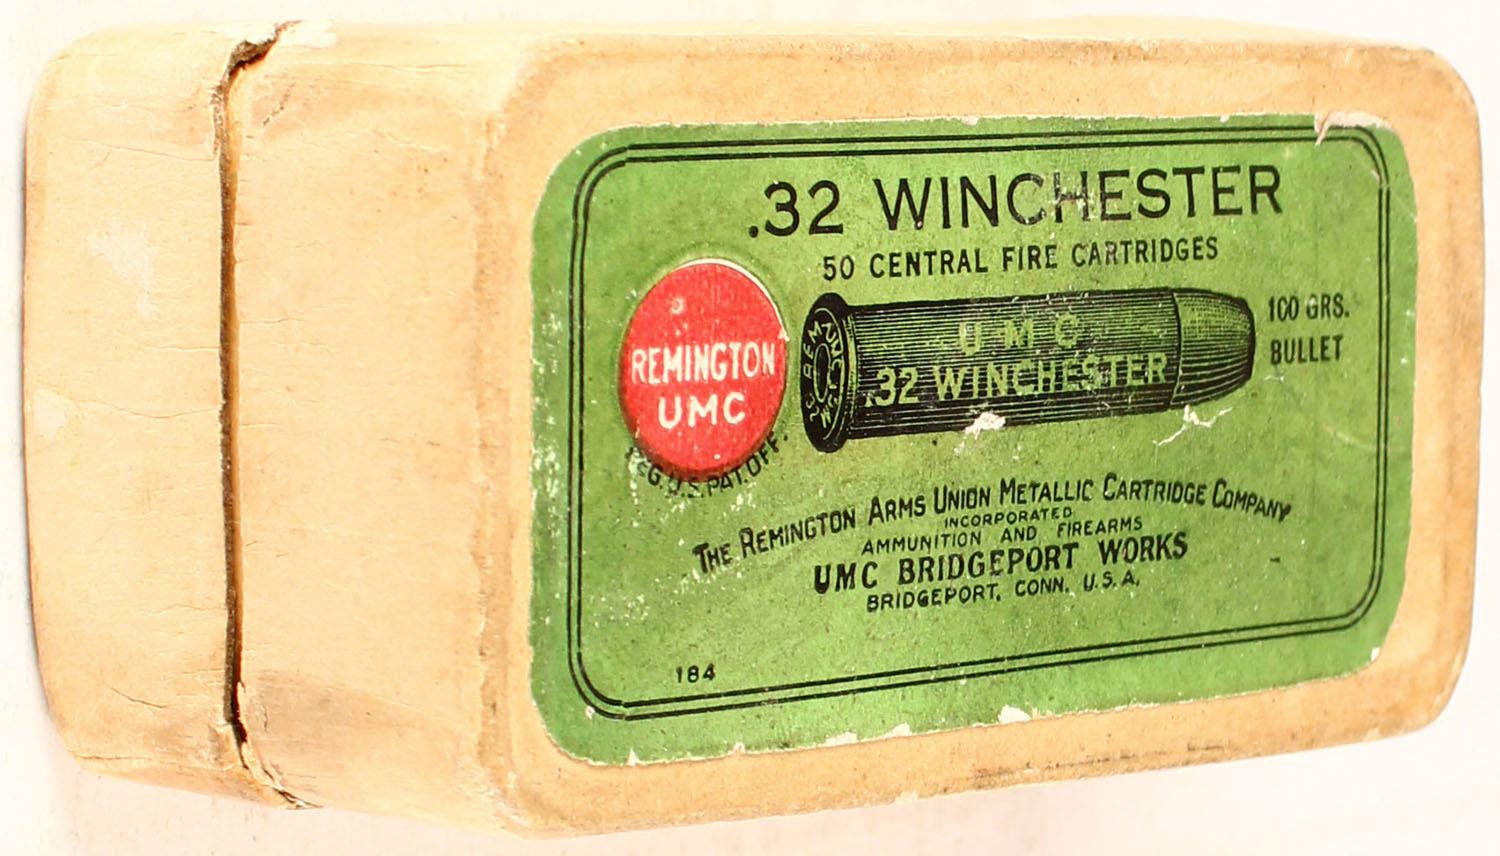 .32 WINCHESTER
50 CENTRAL FIRE CARTRIDGES
REMINGTON
UMC
REG. U.S. PAT. OFF.
REM-UMC
U M C
.32 WINCHESTER
100 GRS.
BULLET
THE REMINGTON ARMS UNION METALLIC CARTRIDGE COMPANY
INCORPORATED
AMMUNITION AND FIREARMS
UMC BRIDGEPORT WORKS
BRIDGEPORT, CONN. U.S.A.
184